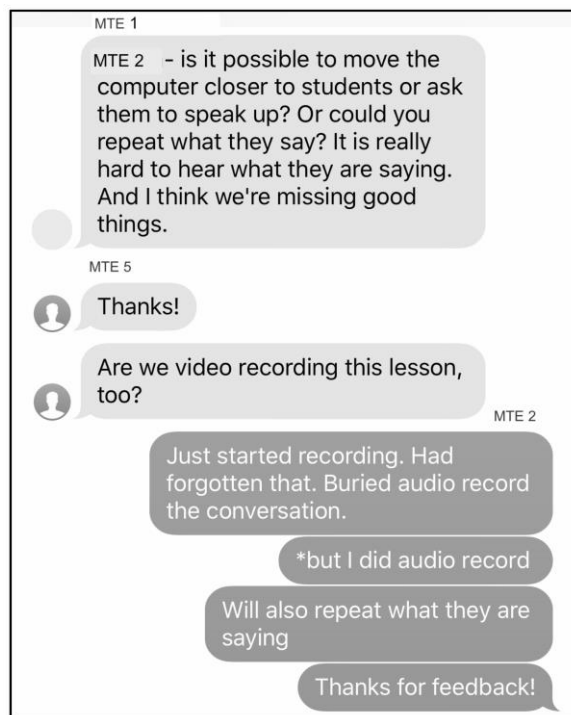 MTE 1
MTE 2 - is it possible to move the
computer closer to students or ask
them to speak up? Or could you
repeat what they say? It is really
hard to hear what they are saying.
And I think we're missing good
things.
MTE 5
Thanks!
Are we video recording this lesson,
too?
MTE 2
Just started recording. Had
forgotten that. Buried audio record
the conversation.
*but I did audio record
Will also repeat what they are
saying
Thanks for feedback!